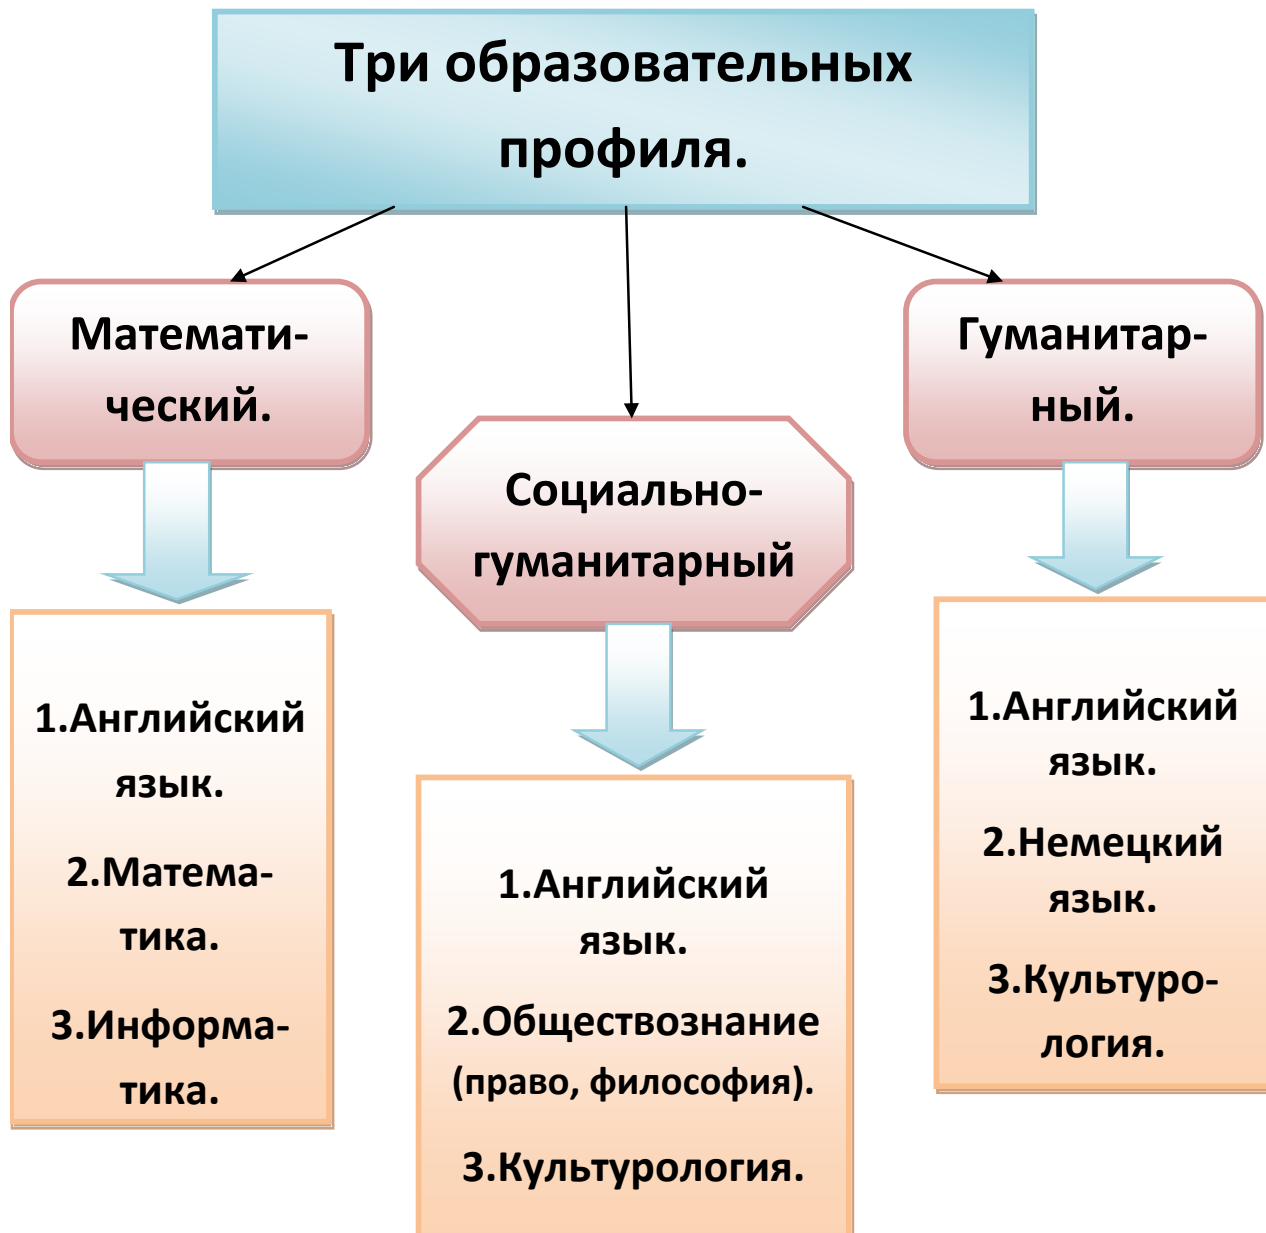 Три образовательных
профиля.
Математи-
ческий.
Социально-
гуманитарный
Гуманитар-
ный.
1.Английский
язык.
2.Матема-
тика.
3.Информа-
тика.
1.Английский
язык.
2.Обществознание
(право, философия).
3.Культурология.
1.Английский
язык.
2.Немецкий
язык.
3.Культуро-
логия.